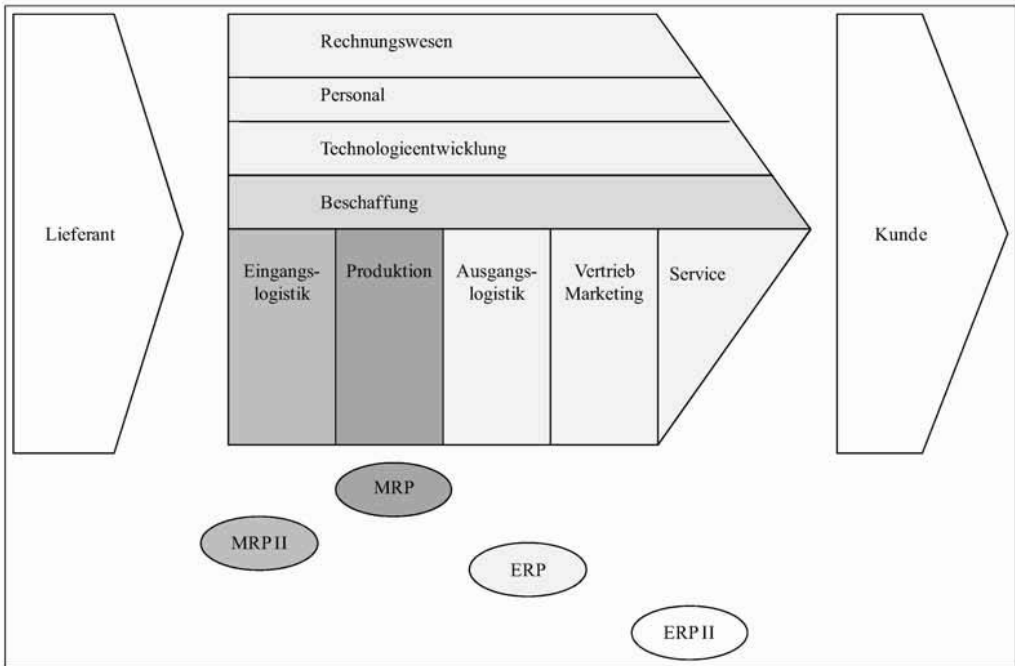 Rechnungswesen
Personal
Technologieentwicklung
Beschaffung
Lieferant
Kunde
Eingangs-
logistik
Produktion
Ausgangs-
logistik
Vertrieb
Marketing
Service
MRP
MRP II
ERP
ERP II